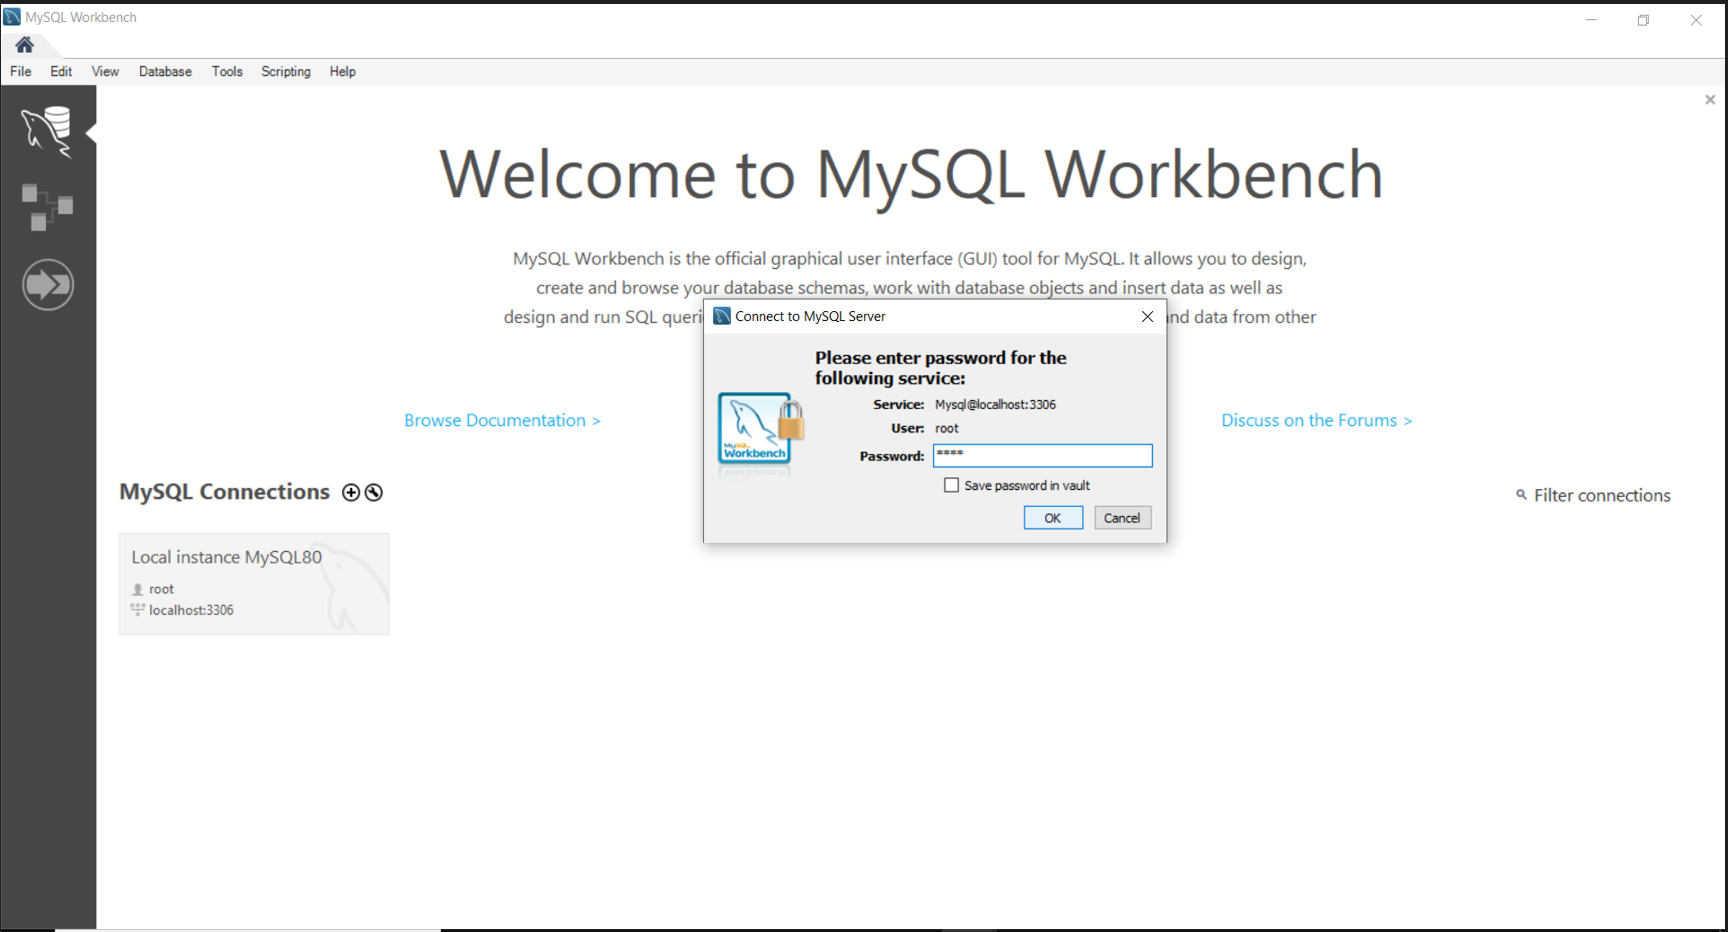 MySQL Workbench
File Edit View Database Tools Scripting Help
Welcome to MySQL Workbench
MySQL Workbench is the official graphical user interface (GUI) tool for MySQL. It allows you to design,
create and browse your database schemas, work with database objects and insert data as well as
design and run SQL queri
nd data from other
Connect to MySQL Server
Please enter password for the
following service:
Service: Mysql@localhost:3306
User: root
Password: ****
Save password in vault
OK Cancel
MySQL
Workbench
Browse Documentation >
Discuss on the Forums >
MySQL Connections
Filter connections
Local instance MySQL80
root
localhost:3306